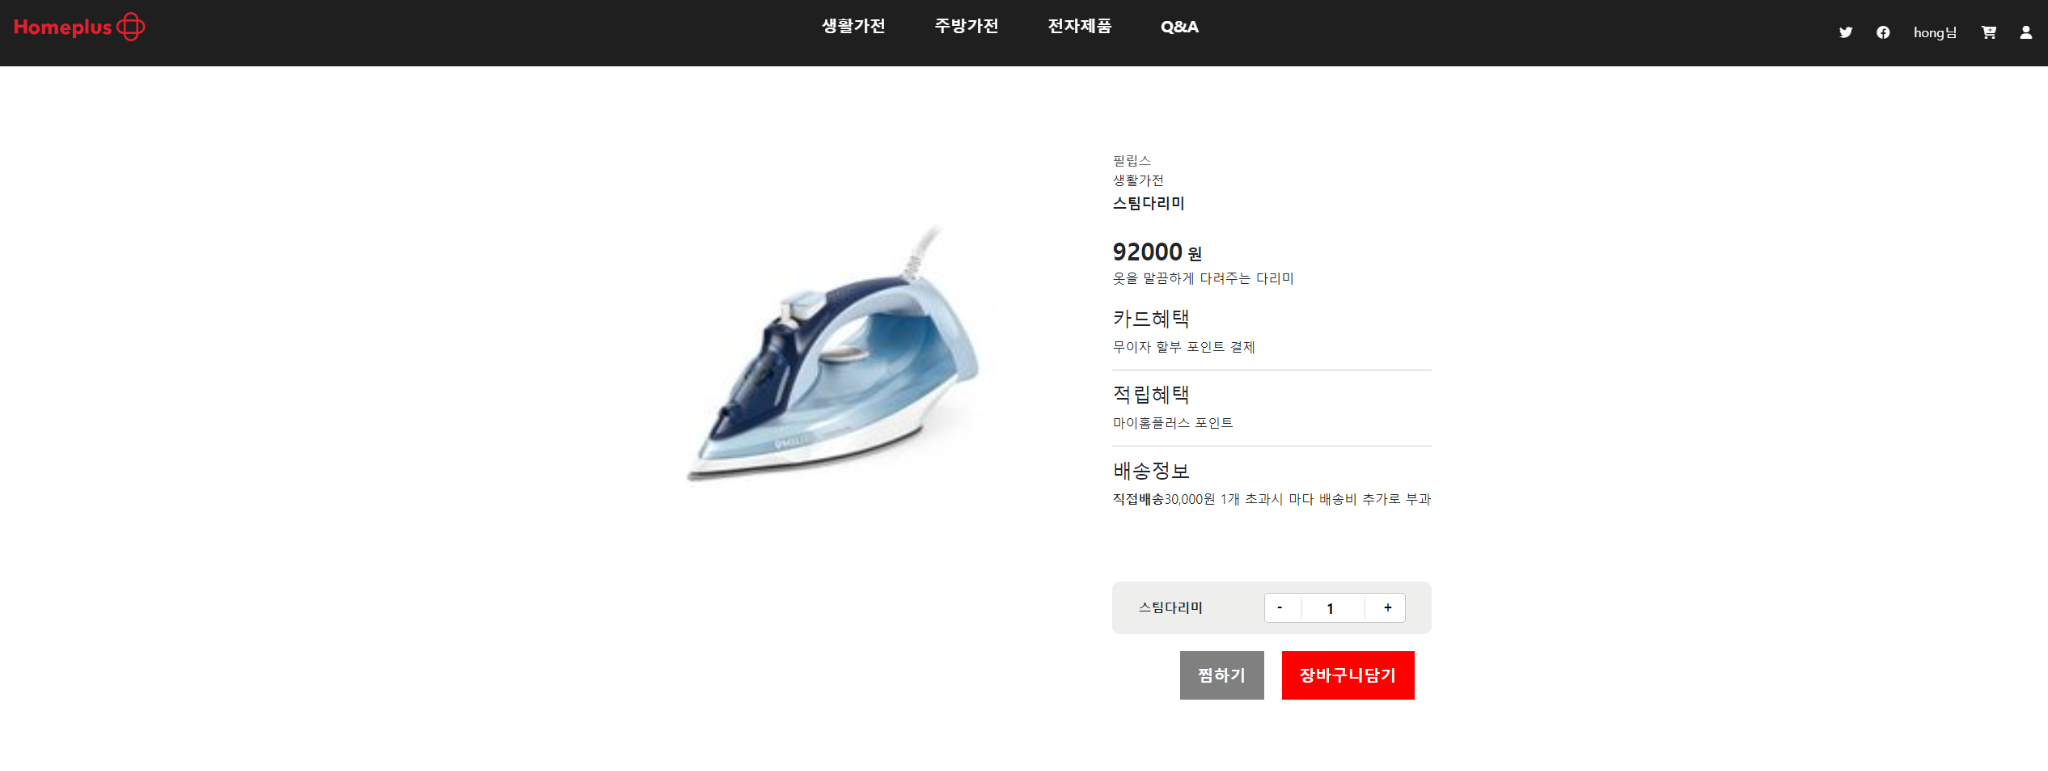 Homeplus
생활가전 주방가전 전자제품 Q&A
hong님
필립스
생활가전
스팀다리미
92000 원
옷을 말끔하게 다려주는 다리미
카드혜택
무이자 할부 포인트 결제
적립혜택
마이홈플러스 포인트
배송정보
직접배송30,000원 1개 초과시 마다 배송비 추가로 부과
스팀다리미 - 1 +
찜하기 장바구니담기